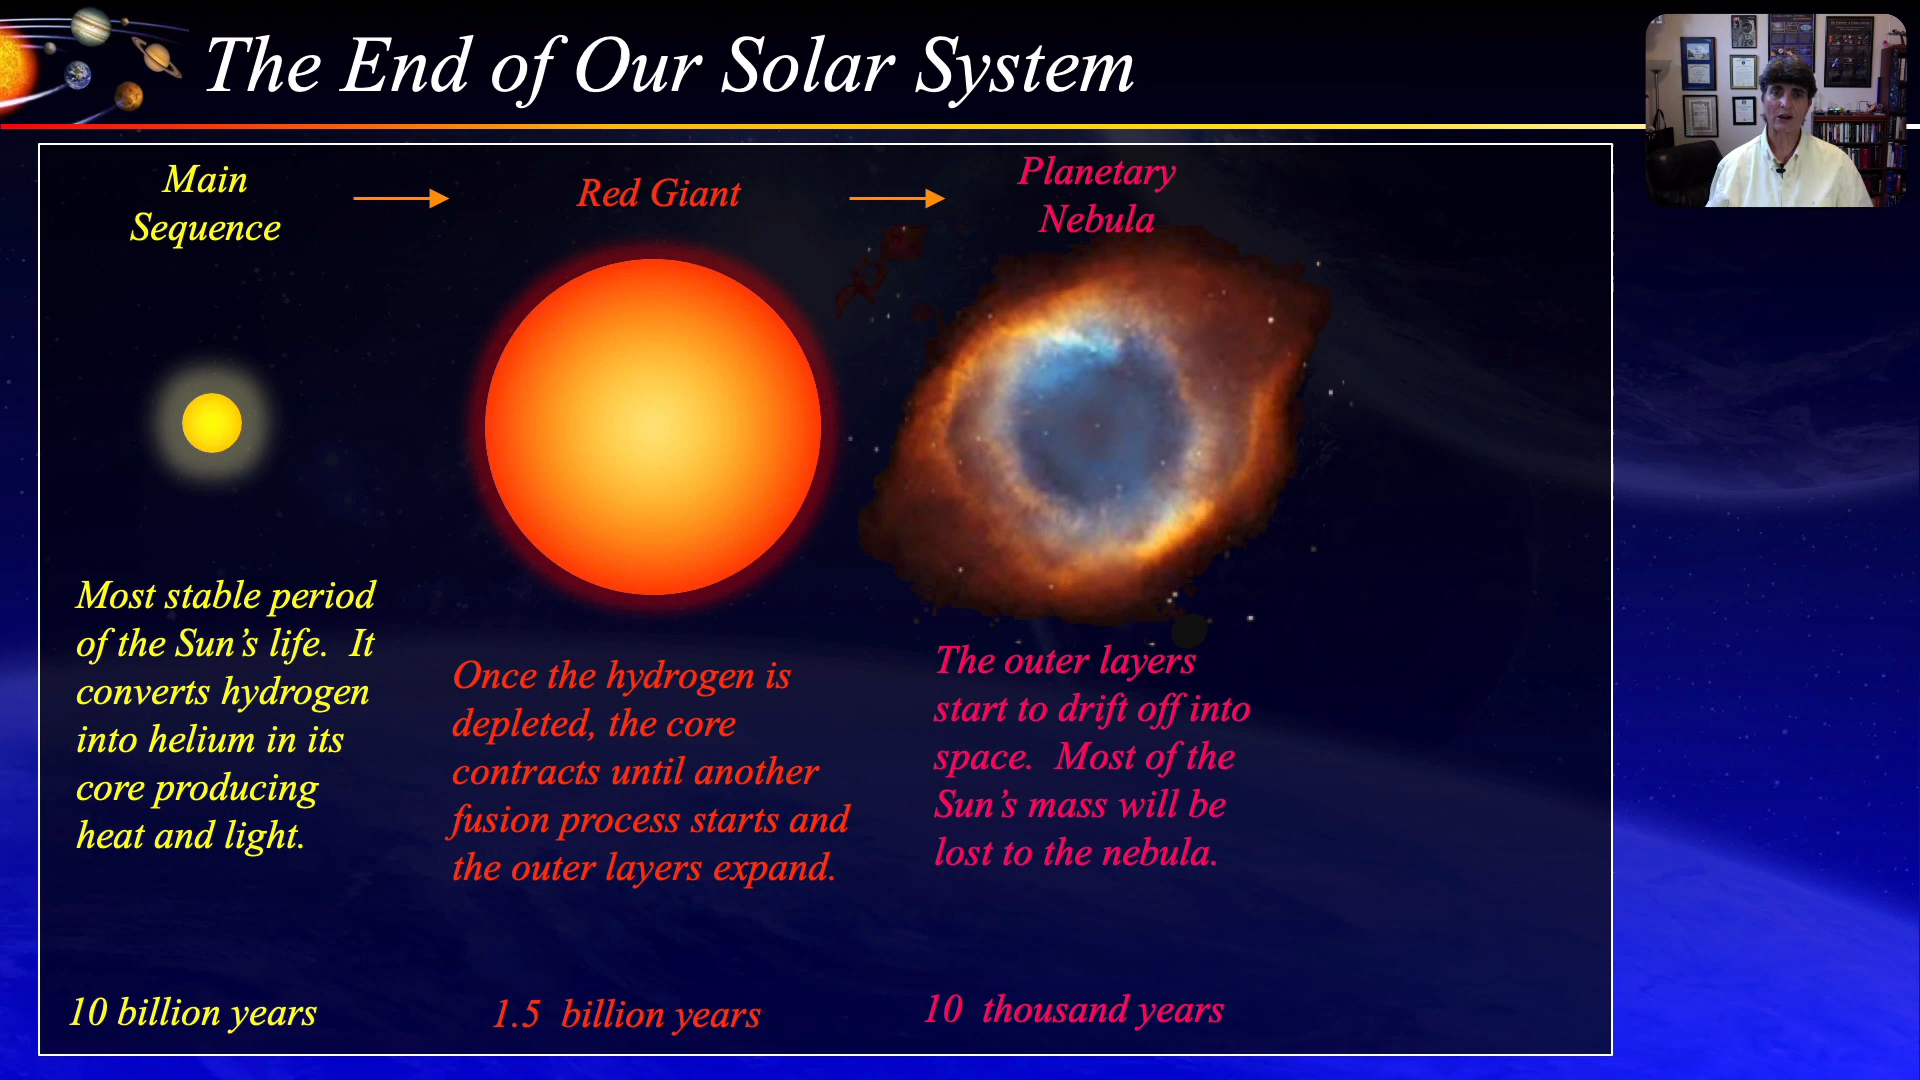 The End of Our Solar System
Main
Sequence
Red Giant
Planetary
Nebula
Most stable period
of the Sun’s life.  It
converts hydrogen
into helium in its
core producing
heat and light.
Once the hydrogen is
depleted, the core
contracts until another
fusion process starts and
the outer layers expand.
The outer layers
start to drift off into
space.  Most of the
Sun’s mass will be
lost to the nebula.
10 billion years
1.5  billion years
10  thousand years